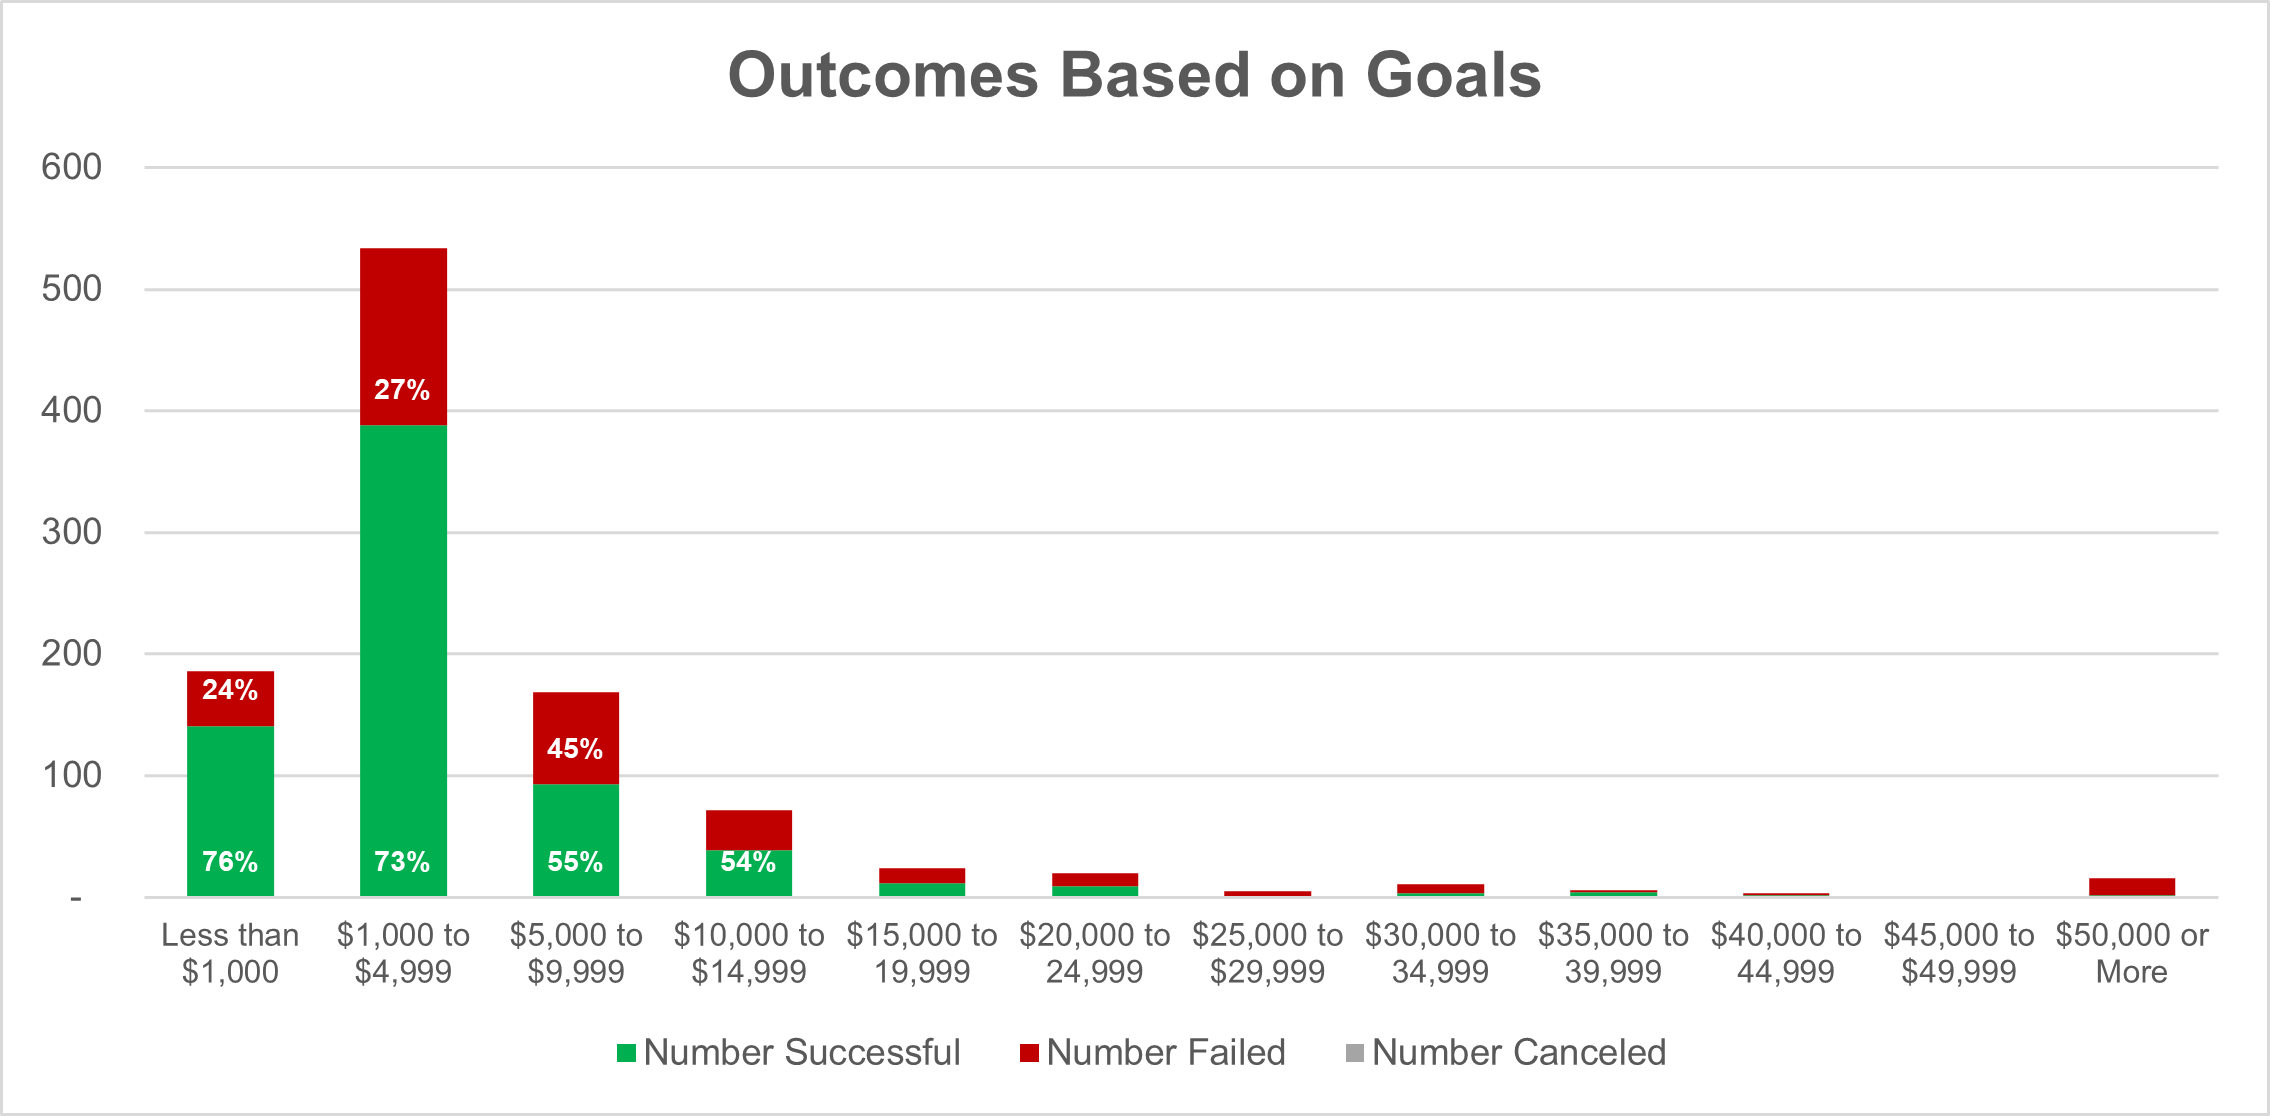 Outcomes Based on Goals
600
500
400
300
200
100
-
27%
24%
45%
76%
73%
55%
54%
Less than
$1,000
$1,000 to
$4,999
$5,000 to
$9,999
$10,000 to
$14,999
$15,000 to
19,999
$20,000 to
24,999
$25,000 to
$29,999
$30,000 to
34,999
$35,000 to
39,999
$40,000 to
44,999
$45,000 to
$49,999
$50,000 or
More
Number Successful
Number Failed
Number Canceled